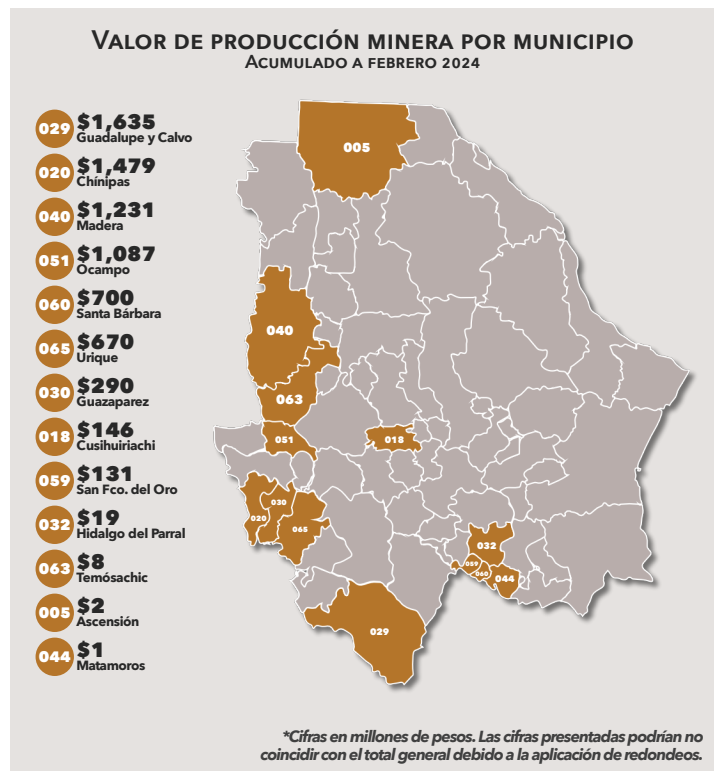 VALOR DE PRODUCCIÓN MINERA POR MUNICIPIO
ACUMULADO A FEBRERO 2024
029 $1,635
Guadalupe y Calvo
020 $1,479
Chínipas
040 $1,231
Madera
051 $1,087
Ocampo
060 $700
Santa Bárbara
065 $670
Urique
030 $290
Guazaparez
018 $146
Cusihuiriachi
059 $131
San Fco. del Oro
032 $19
Hidalgo del Parral
063 $8
Temósachic
005 $2
Ascensión
044 $1
Matamoros
005
040
063
051
018
030
020
065
032
059
060
044
029
*Cifras en millones de pesos. Las cifras presentadas podrían no
coincidir con el total general debido a la aplicación de redondeos.